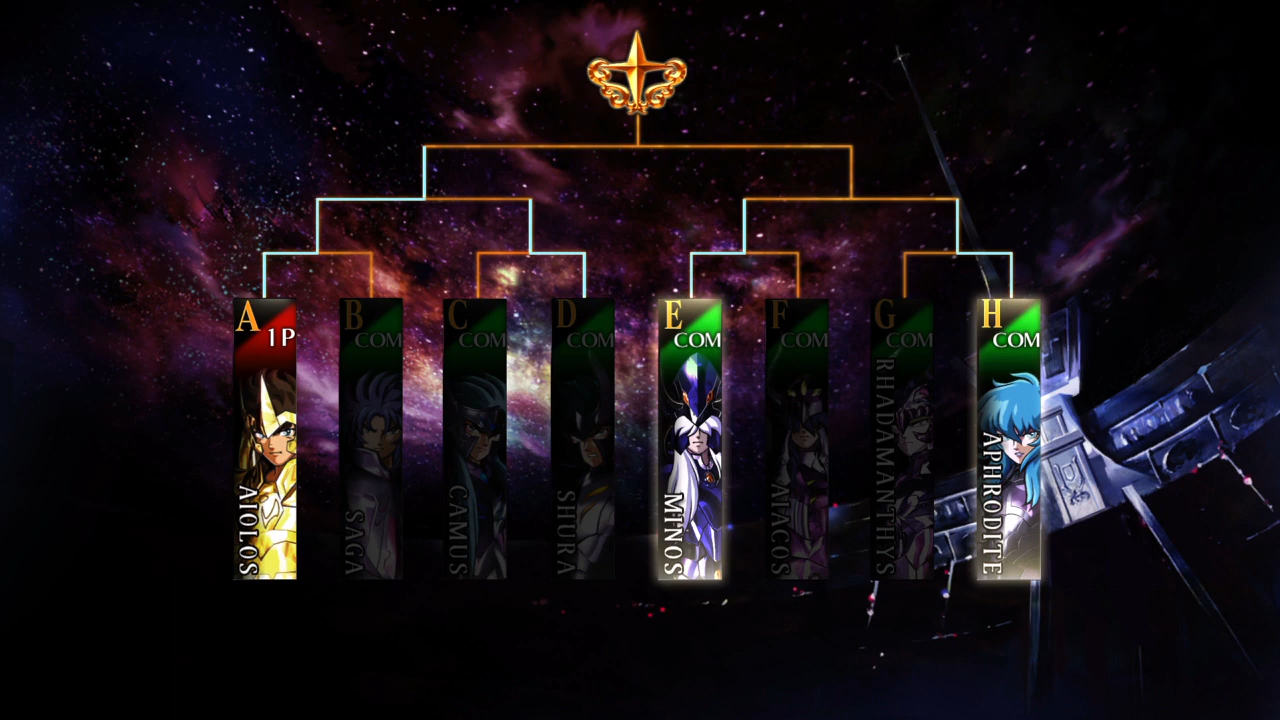 A
1P
AIOLOS
B
COM
SAGA
C
COM
CAMUS
D
COM
SHURA
E
COM
MINOS
F
COM
AIACOS
G
COM
RHADAMANTHYS
H
COM
APHRODITE